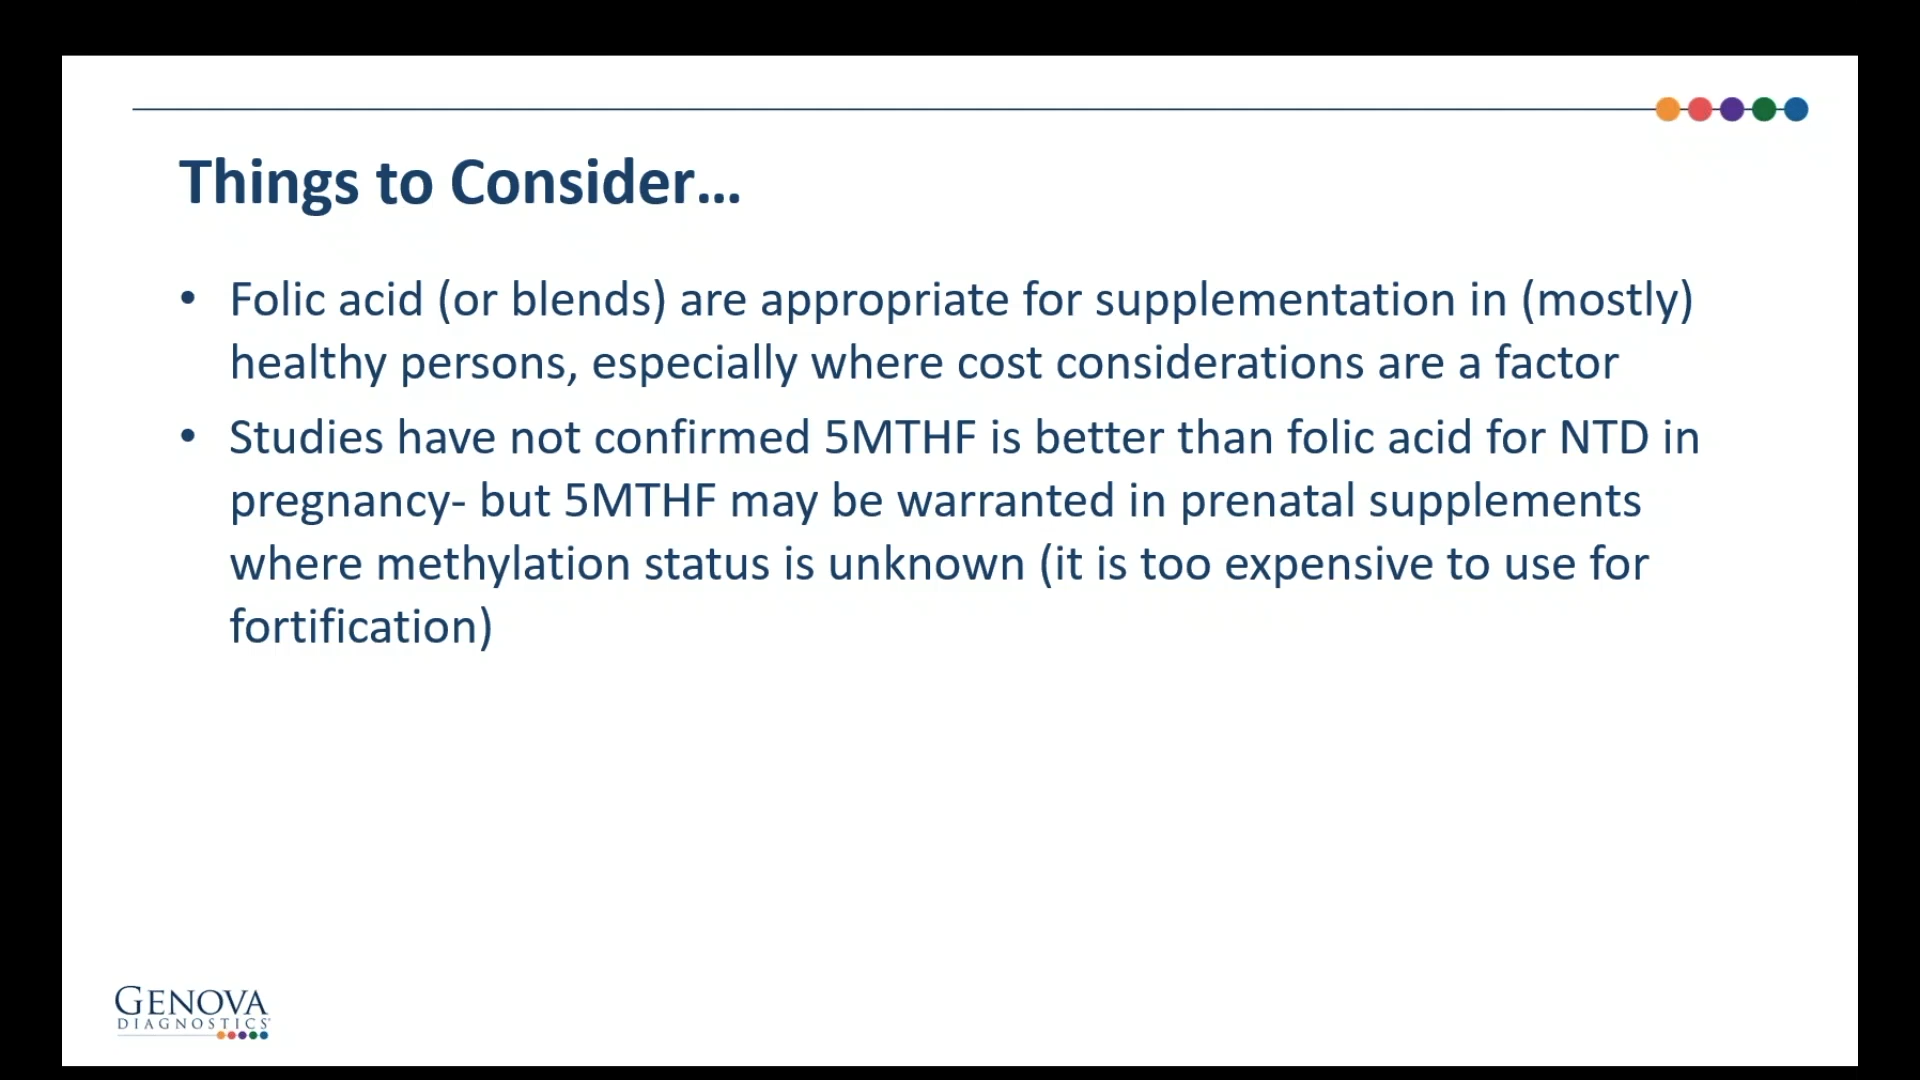 Things to Consider...
• Folic acid (or blends) are appropriate for supplementation in (mostly)
healthy persons, especially where cost considerations are a factor
• Studies have not confirmed 5MTHF is better than folic acid for NTD in
pregnancy- but 5MTHF may be warranted in prenatal supplements
where methylation status is unknown (it is too expensive to use for
fortification)
GENOVA
DIAGNOSTICS